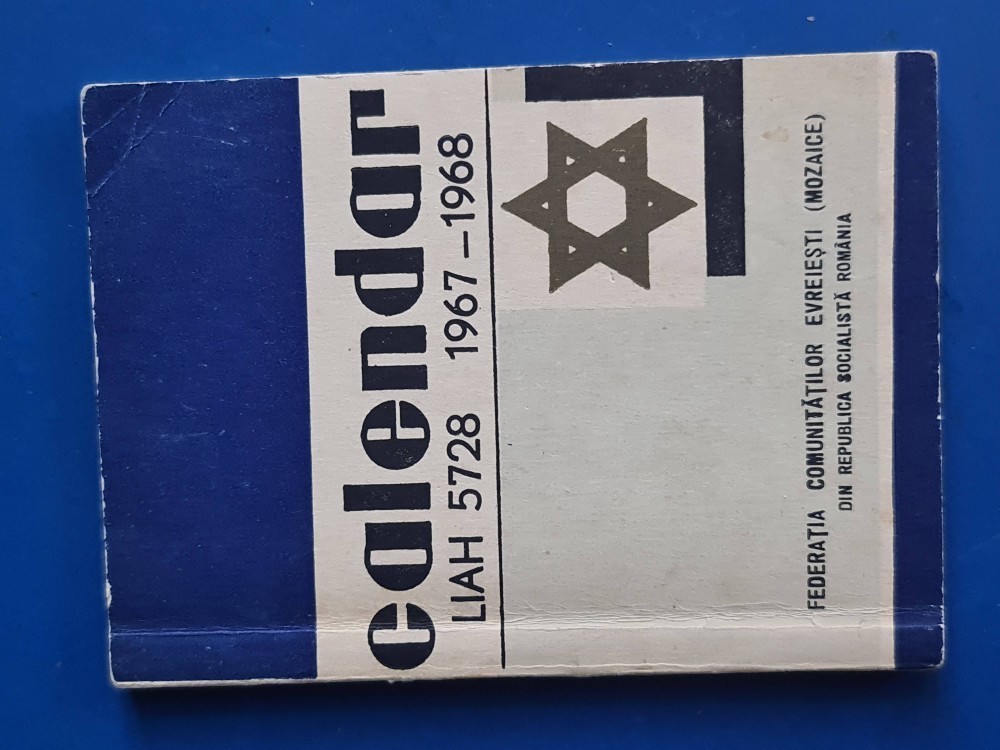 calendar
LIAH 5728 1967–1968
FEDERAȚIA COMUNITĂȚILOR EVREIEȘTI (MOZAICE)
DIN REPUBLICA SOCIALISTĂ ROMÂNIA